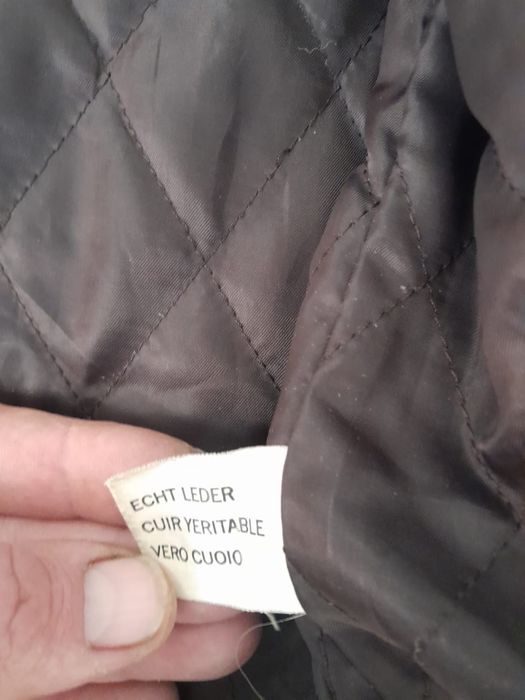 ECHT LEDER
CUIR YERITABLE
VERO CUOIO